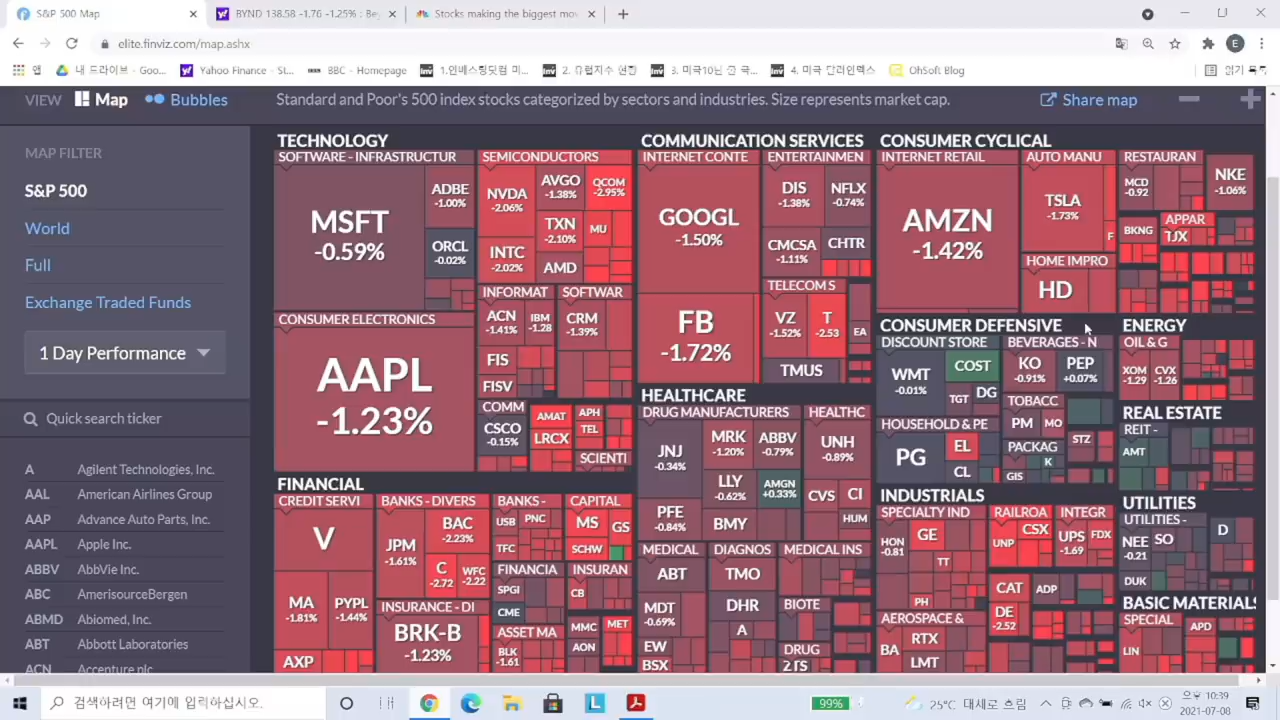 S&P 500 Map
BYND 138.58 -1.76 -1.25% : Be
Stocks making the biggest mov
elite.finviz.com/map.ashx
E
앱
내 드라이브 - Goo...
Yahoo Finance - St...
BBC - Homepage
1.인베스팅닷컴 미...
2. 유럽지수 현황
3. 미국10년 만 국...
4. 미국 달러인덱스
OhSoft Blog
읽기 목록
VIEW Map Bubbles
Standard and Poor's 500 index stocks categorized by sectors and industries. Size represents market cap.
Share map
MAP FILTER
S&P 500
World
Full
Exchange Traded Funds
1 Day Performance
Quick search ticker
A Agilent Technologies, Inc.
AAL American Airlines Group
AAP Advance Auto Parts, Inc.
AAPL Apple Inc.
ABBV AbbVie Inc.
ABC AmerisourceBergen
ABMD Abiomed, Inc.
ABT Abbott Laboratories
ACN Accenture plc
TECHNOLOGY
SOFTWARE - INFRASTRUCTUR
MSFT
-0.59%
ADBE
-1.00%
ORCL
-0.02%
SEMICONDUCTORS
NVDA
-2.06%
AVGO
-1.38%
QCOM
-2.95%
TXN
-2.10%
MU
INTC
-2.02%
AMD
CONSUMER ELECTRONICS
AAPL
-1.23%
INFORMAT
ACN
-1.41%
IBM
-1.28
FIS
FISV
SOFTWAR
CRM
-1.39%
COMM
CSCO
-0.15%
AMAT
LRCX
APH
TEL
SCIENTI
COMMUNICATION SERVICES
INTERNET CONTE
GOOGL
-1.50%
FB
-1.72%
ENTERTAINMEN
DIS
-1.38%
NFLX
-0.74%
CMCSA
-1.11%
CHTR
TELECOM S
VZ
-1.52%
T
-2.53
TMUS
EA
CONSUMER CYCLICAL
INTERNET RETAIL
AMZN
-1.42%
AUTO MANU
TSLA
-1.73%
F
HOME IMPRO
HD
RESTAURAN
MCD
-0.92
BKNG
NKE
-1.06%
APPAR
TJX
FINANCIAL
CREDIT SERVI
V
MA
-1.81%
PYPL
-1.44%
AXP
BANKS - DIVERS
JPM
-1.61%
BAC
-2.23%
C
-2.72
WFC
-2.22
INSURANCE - DI
BRK-B
-1.23%
BANKS -
USB
PNC
TFC
FINANCIA
SPGI
CME
ASSET MA
BLK
-1.61
CAPITAL
MS
GS
SCHW
INSURAN
CB
MMC
MET
AON
HEALTHCARE
DRUG MANUFACTURERS
JNJ
-0.34%
MRK
-1.20%
ABBV
-0.79%
LLY
-0.62%
AMGN
+0.33%
PFE
-0.84%
BMY
HEALTHC
UNH
-0.89%
CVS
CI
HUM
MEDICAL
ABT
MDT
-0.69%
EW
BSX
DIAGNOS
TMO
DHR
A
MEDICAL INS
BIOTE
DRUG
ZTS
CONSUMER DEFENSIVE
DISCOUNT STORE
WMT
-0.01%
COST
TGT
DG
BEVERAGES - N
KO
-0.91%
PEP
+0.07%
HOUSEHOLD & PE
PG
EL
CL
TOBACC
PM
MO
PACKAG
K
GIS
STZ
ENERGY
OIL & G
XOM
-1.29
CVX
-1.26
REAL ESTATE
REIT -
AMT
INDUSTRIALS
SPECIALTY IND
HON
-0.81
GE
TT
PH
RAILROA
UNP
CSX
INTEGR
UPS
-1.69
FDX
CAT
DE
-2.52
ADP
AEROSPACE &
BA
RTX
LMT
UTILITIES
UTILITIES -
NEE
-0.21
SO
D
DUK
BASIC MATERIALS
SPECIAL
LIN
APD
검색하려면 여기에 입력하십시오.
99%
25°C 대체로 흐림
오후 10:39
2021-07-08